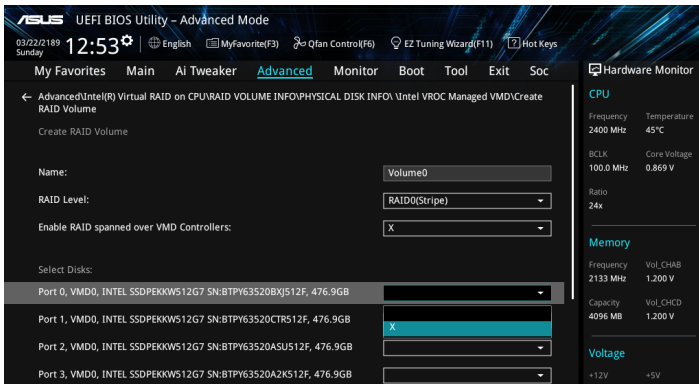 ASUS UEFI BIOS Utility – Advanced Mode
03/22/2189 Sunday 12:53 English MyFavorite(F3) Qfan Control(F6) EZ Tuning Wizard(F11) ? Hot Keys
My Favorites Main Ai Tweaker Advanced Monitor Boot Tool Exit Soc
← Advanced\Intel(R) Virtual RAID on CPU\RAID VOLUME INFO\PHYSICAL DISK INFO\ \Intel VROC Managed VMD\Create
RAID Volume
Create RAID Volume
Name: Volume0
RAID Level: RAID0(Stripe)
Enable RAID spanned over VMD Controllers: X
Select Disks:
Port 0, VMD0, INTEL SSDPEKKW512G7 SN:BTPY63520BXJ512F, 476.9GB
Port 1, VMD0, INTEL SSDPEKKW512G7 SN:BTPY63520CTR512F, 476.9GB
X
Port 2, VMD0, INTEL SSDPEKKW512G7 SN:BTPY63520ASU512F, 476.9GB
Port 3, VMD0, INTEL SSDPEKKW512G7 SN:BTPY63520A2K512F, 476.9GB
Hardware Monitor
CPU
Frequency Temperature
2400 MHz 45°C
BCLK Core Voltage
100.0 MHz 0.869 V
Ratio
24x
Memory
Frequency Vol_CHAB
2133 MHz 1.200 V
Capacity Vol_CHCD
4096 MB 1.200 V
Voltage
+12V +5V